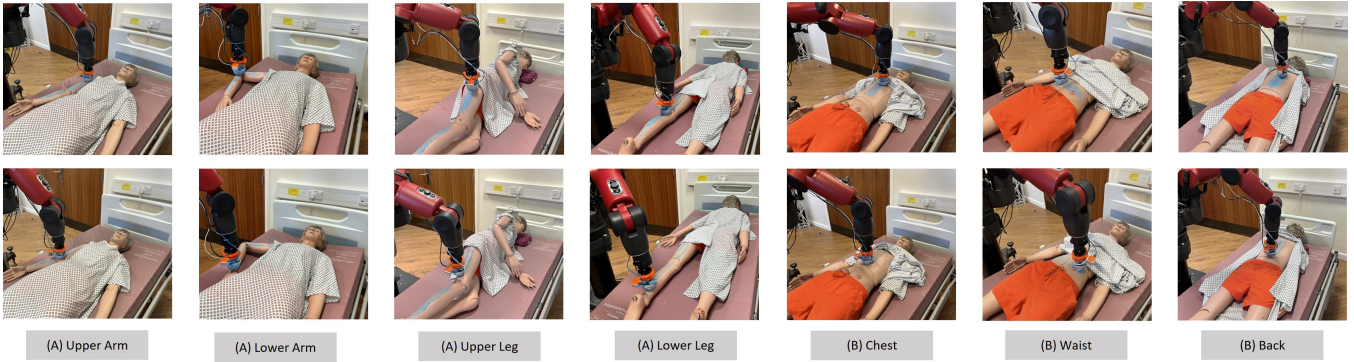 (A) Upper Arm
(A) Lower Arm
(A) Upper Leg
(A) Lower Leg
(B) Chest
(B) Waist
(B) Back